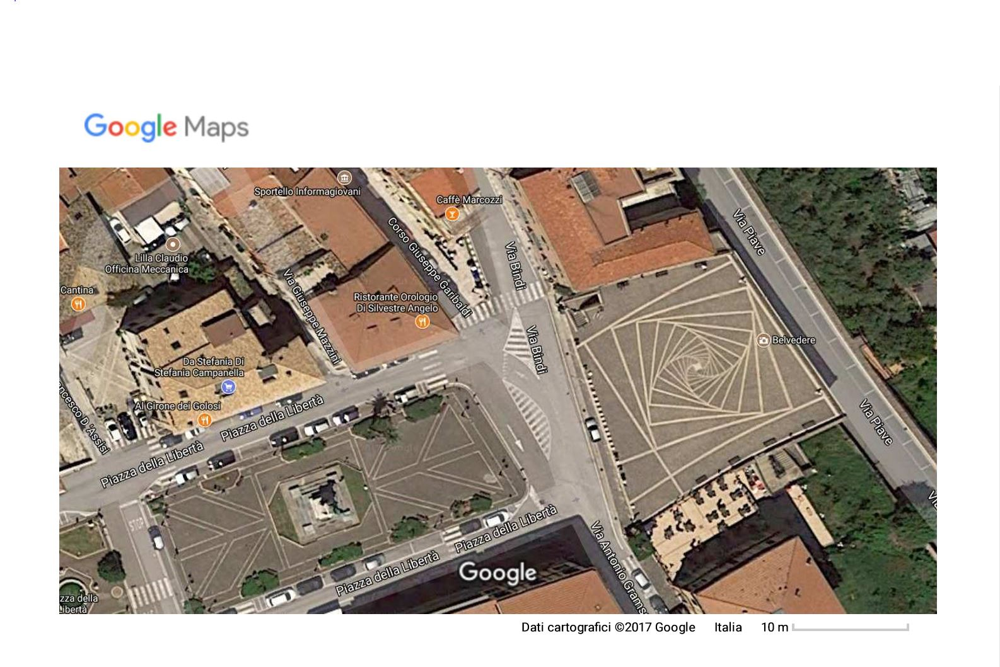 Google Maps
Sportello Informagiovani
Caffè Marcozzi
Corso Giuseppe Garibaldi
Via Bindi
Via Piave
Lilla Claudio
Officina Meccanica
Cantina
Via Giuseppe Mazzini
Ristorante Orologio
Di Silvestre Angelo
Via Bindi
Belvedere
Da Stefania Di
Stefania Campanella
Al Girone dei Golosi
ncesco D'Assisi
Piazza della Libertà
Piazza della Libertà
Via Piave
STOP
Piazza della Libertà
Piazza della Libertà
Via Antonio Grams
Google
zza della
Libertà
Dati cartografici ©2017 Google Italia 10 m